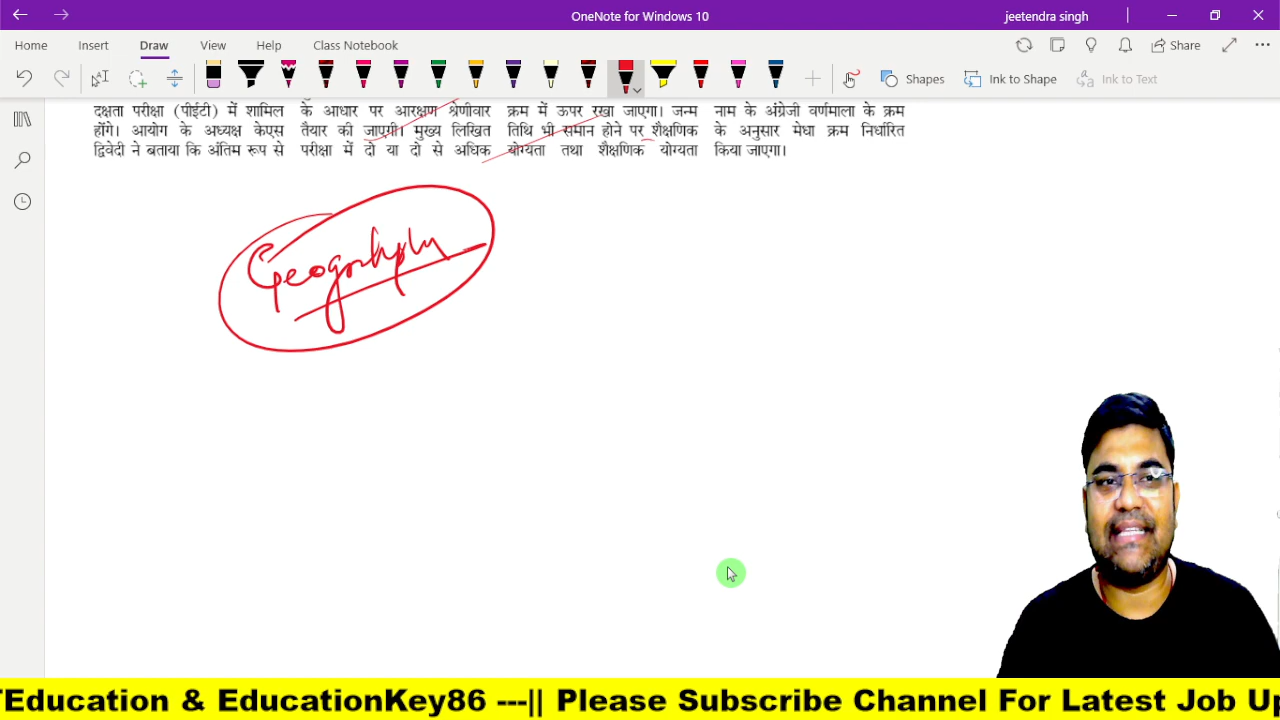 OneNote for Windows 10
jeetendra singh
Home Insert Draw View Help Class Notebook
Share
Shapes Ink to Shape Ink to Text
दक्षता परीक्षा (पीईटी) में शामिल
होंगे। आयोग के अध्यक्ष केएस
द्विवेदी ने बताया कि अंतिम रूप से
के आधार पर आरक्षण श्रेणीवार
तैयार की जाएगी। मुख्य लिखित
परीक्षा में दो या दो से अधिक
क्रम में ऊपर रखा जाएगा। जन्म
तिथि भी समान होने पर शैक्षणिक
योग्यता तथा शैक्षणिक योग्यता
नाम के अंग्रेजी वर्णमाला के क्रम
के अनुसार मेधा क्रम निर्धारित
किया जाएगा।
Geography
TEducation & EducationKey86 ---|| Please Subscribe Channel For Latest Job Up